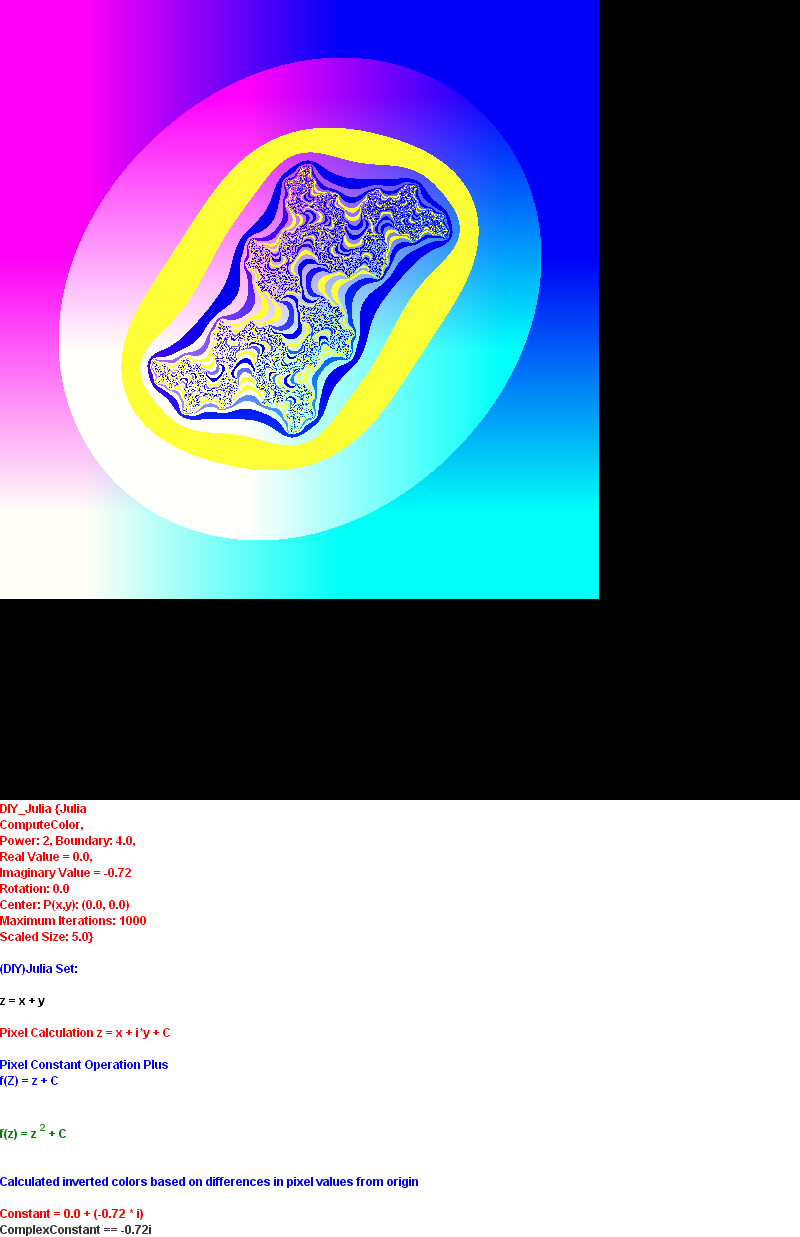 DIY_Julia {Julia
ComputeColor,
Power: 2, Boundary: 4.0,
Real Value = 0.0,
Imaginary Value = -0.72
Rotation: 0.0
Center: P(x,y): (0.0, 0.0)
Maximum Iterations: 1000
Scaled Size: 5.0}
(DIY)Julia Set:
z = x + y
Pixel Calculation z = x + i*y + C
Pixel Constant Operation Plus
f(Z) = z + C
f(z) = z 2 + C
Calculated inverted colors based on differences in pixel values from origin
Constant = 0.0 + (-0.72 * i)
ComplexConstant == -0.72i